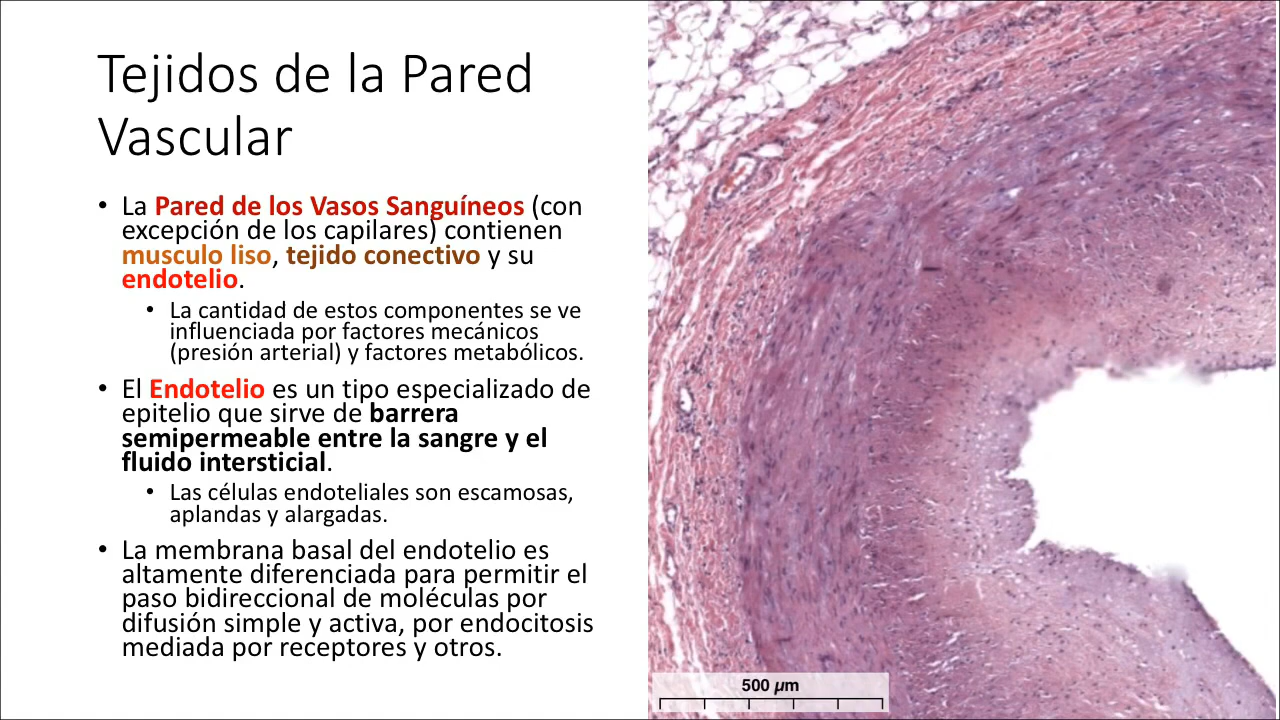 Tejidos de la Pared
Vascular
• La Pared de los Vasos Sanguíneos (con
excepción de los capilares) contienen
musculo liso, tejido conectivo y su
endotelio.
• La cantidad de estos componentes se ve
influenciada por factores mecánicos
(presión arterial) y factores metabólicos.
• El Endotelio es un tipo especializado de
epitelio que sirve de barrera
semipermeable entre la sangre y el
fluido intersticial.
• Las células endoteliales son escamosas,
aplandas y alargadas.
• La membrana basal del endotelio es
altamente diferenciada para permitir el
paso bidireccional de moléculas por
difusión simple y activa, por endocitosis
mediada por receptores y otros.
500 µm